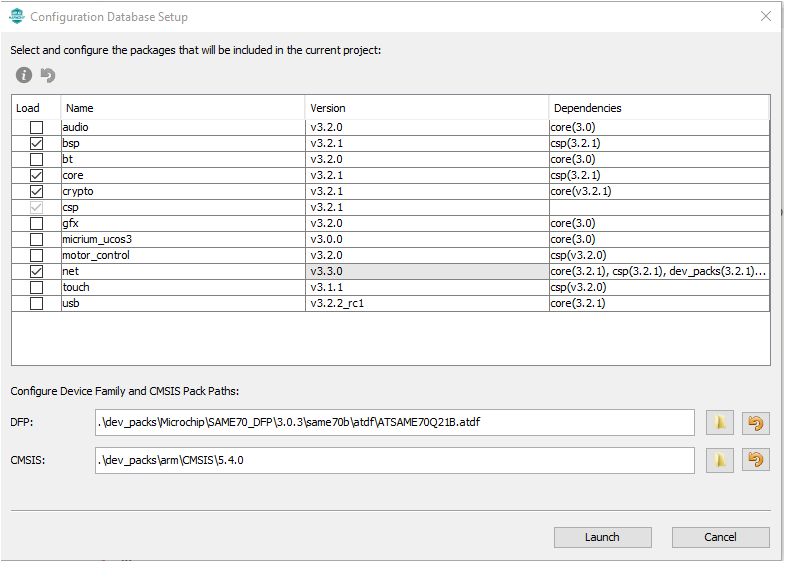 Configuration Database Setup
Select and configure the packages that will be included in the current project:
Load Name Version Dependencies
audio v3.2.0 core(3.0)
bsp v3.2.1 csp(3.2.1)
bt v3.2.0 core(3.0)
core v3.2.1 csp(3.2.1)
crypto v3.2.1 core(v3.2.1)
csp v3.2.1
gfx v3.2.0 core(3.0)
micrium_ucos3 v3.0.0 core(3.0)
motor_control v3.2.0 csp(v3.2.0)
net v3.3.0 core(3.2.1), csp(3.2.1), dev_packs(3.2.1)...
touch v3.1.1 csp(v3.2.0)
usb v3.2.2_rc1 core(3.2.1)
Configure Device Family and CMSIS Pack Paths:
DFP: .\dev_packs\Microchip\SAME70_DFP\3.0.3\same70b\atdf\ATSAME70Q21B.atdf
CMSIS: .\dev_packs\arm\CMSIS\5.4.0
Launch Cancel